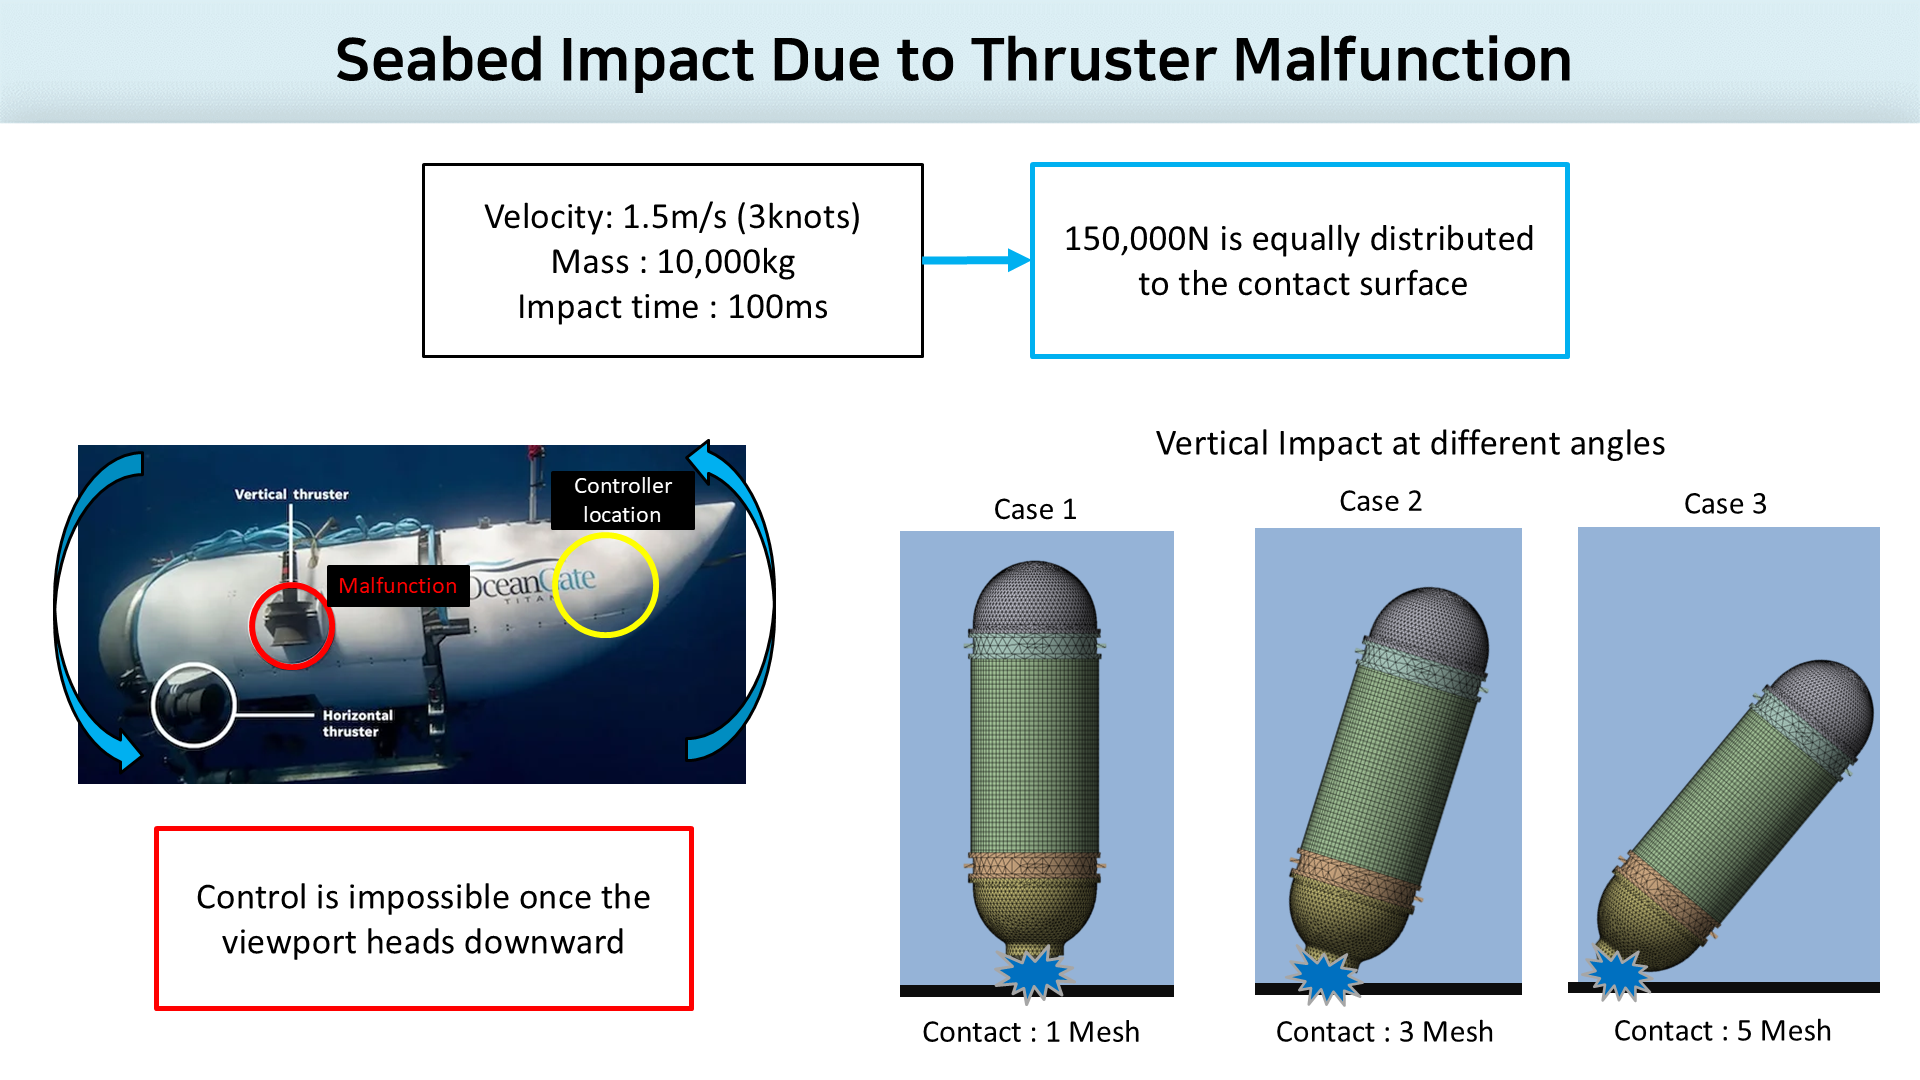 Seabed Impact Due to Thruster Malfunction
Velocity: 1.5m/s (3knots)
Mass : 10,000kg
Impact time : 100ms
150,000N is equally distributed
to the contact surface
Vertical thruster
Controller
location
Malfunction
OceanGate
Horizontal
thruster
Control is impossible once the
viewport heads downward
Vertical Impact at different angles
Case 1
Case 2
Case 3
Contact : 1 Mesh
Contact : 3 Mesh
Contact : 5 Mesh